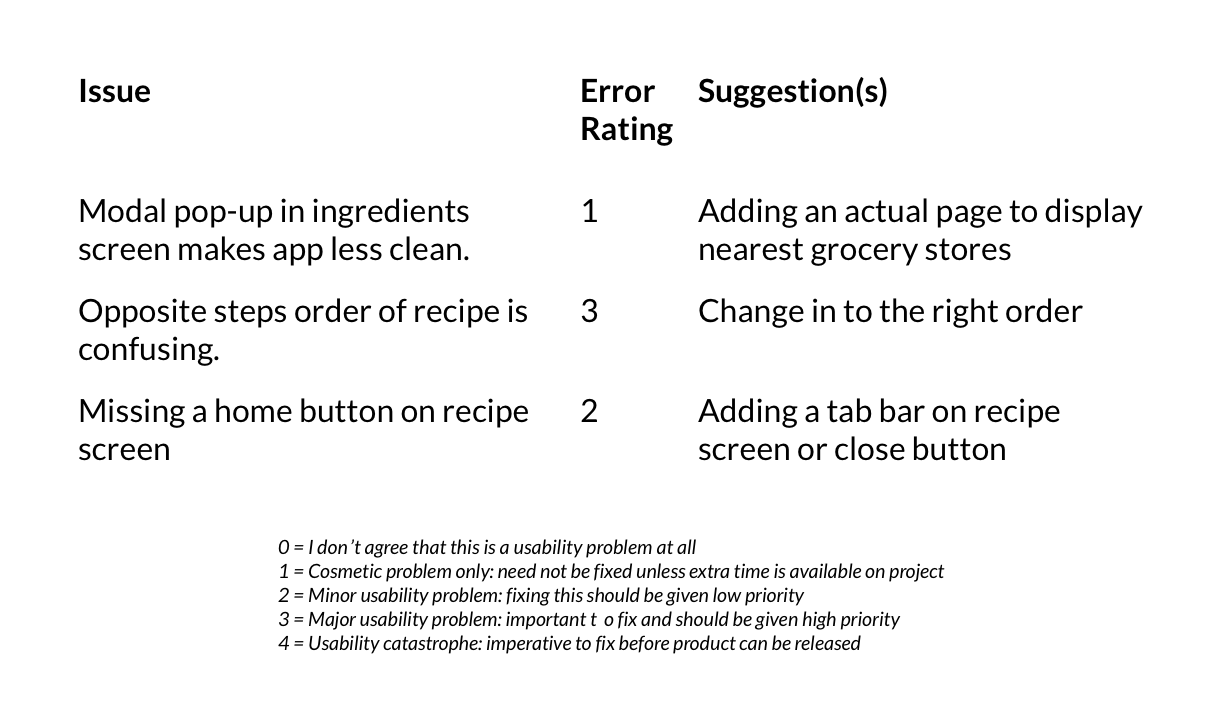 Issue
Error Rating
Suggestion(s)
Modal pop-up in ingredients
screen makes app less clean.
1
Adding an actual page to display
nearest grocery stores
Opposite steps order of recipe is
confusing.
3
Change in to the right order
Missing a home button on recipe
screen
2
Adding a tab bar on recipe
screen or close button
0 = I don't agree that this is a usability problem at all
1 = Cosmetic problem only: need not be fixed unless extra time is available on project
2 = Minor usability problem: fixing this should be given low priority
3 = Major usability problem: important t o fix and should be given high priority
4 = Usability catastrophe: imperative to fix before product can be released